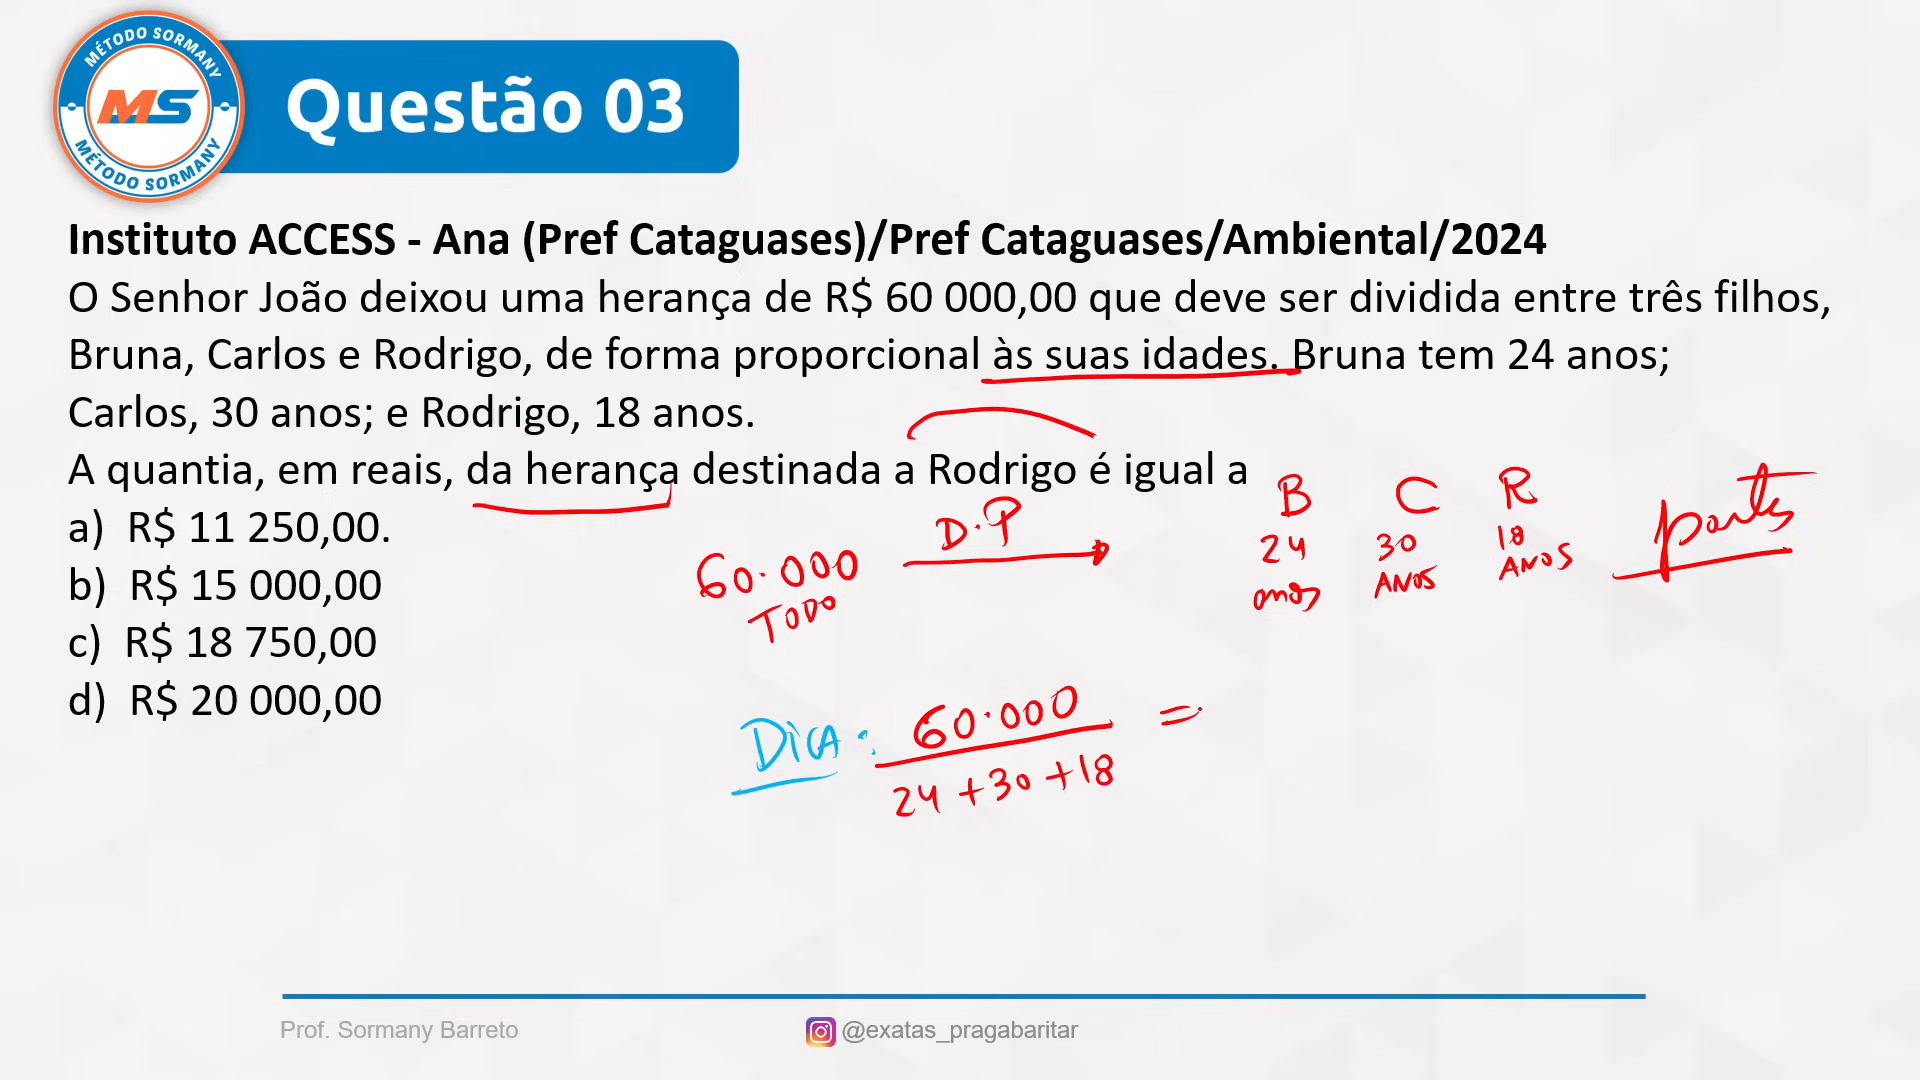 MÉTODO SORMANY
MS
MÉTODO SORMANY
Questão 03
Instituto ACCESS - Ana (Pref Cataguases)/Pref Cataguases/Ambiental/2024
O Senhor João deixou uma herança de R$ 60 000,00 que deve ser dividida entre três filhos,
Bruna, Carlos e Rodrigo, de forma proporcional às suas idades. Bruna tem 24 anos;
Carlos, 30 anos; e Rodrigo, 18 anos.
A quantia, em reais, da herança destinada a Rodrigo é igual a
a) R$ 11 250,00.
b) R$ 15 000,00
c) R$ 18 750,00
d) R$ 20 000,00
60.000
TODO
D.P
B C R
24 30 18
anos ANOS ANOS
partes
DICA: 60.000 =
24 + 30 + 18
Prof. Sormany Barreto
@exatas_pragabaritar